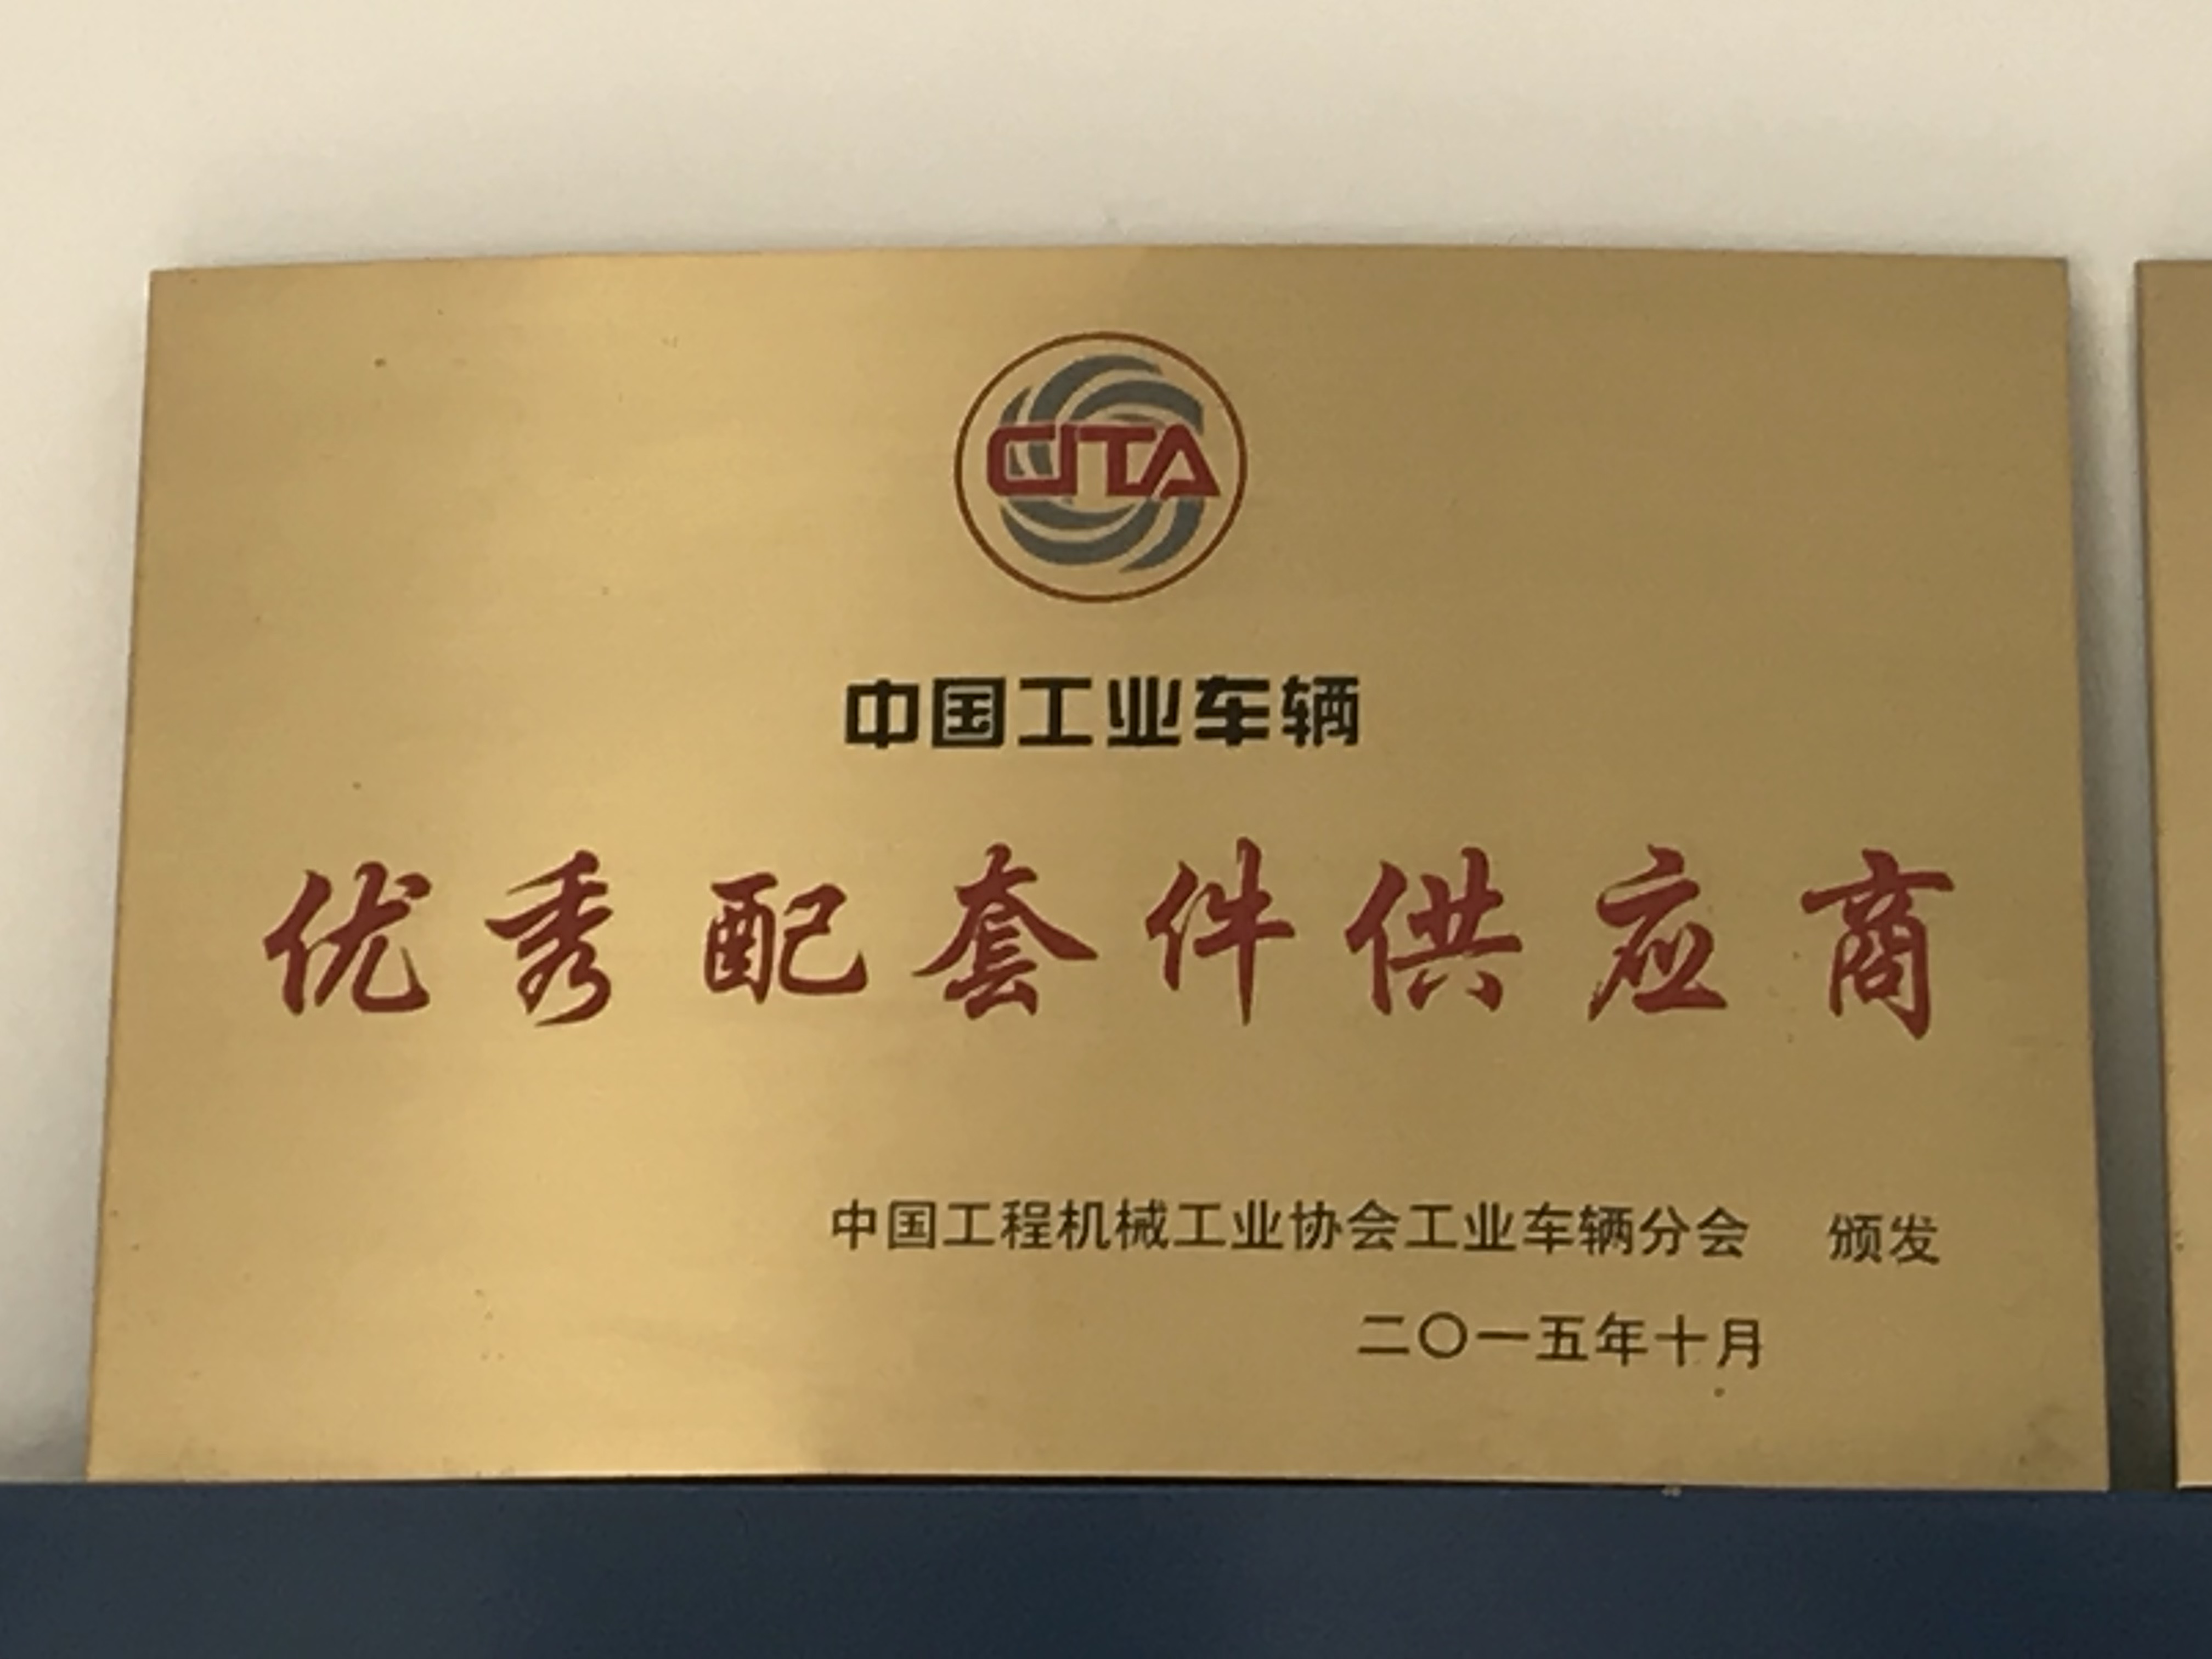 CITA
中国工业车辆
优秀配套件供应商
中国工程机械工业协会工业车辆分会 颁发
二〇一五年十月